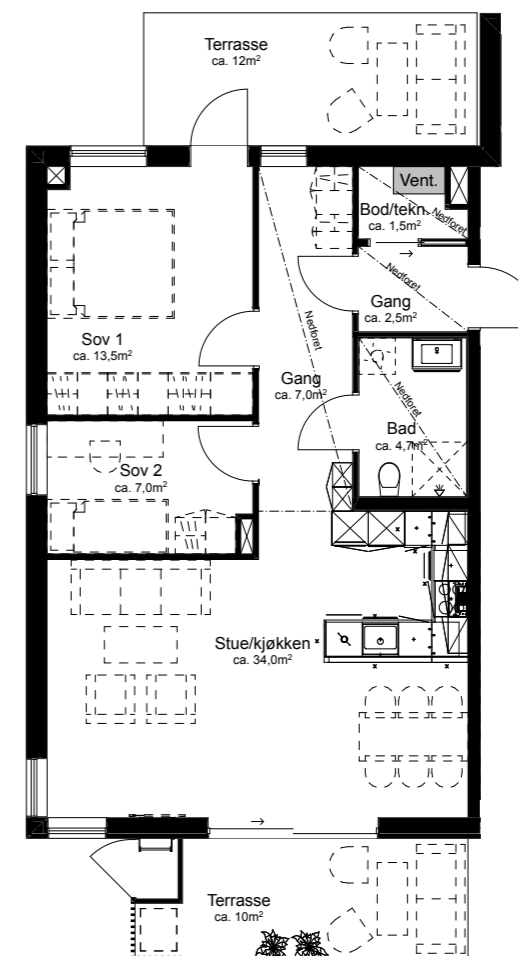 Terrasse
ca. 12m²
Vent.
Bod/tekn.
ca. 1,5m²
Nedforet
Nedforet
Gang
ca. 2,5m²
Sov 1
ca. 13,5m²
Nedforet
Gang
ca. 7,0m²
Nedforet
Bad
ca. 4,7m²
Sov 2
ca. 7,0m²
Stue/kjøkken
ca. 34,0m²
Terrasse
ca. 10m²